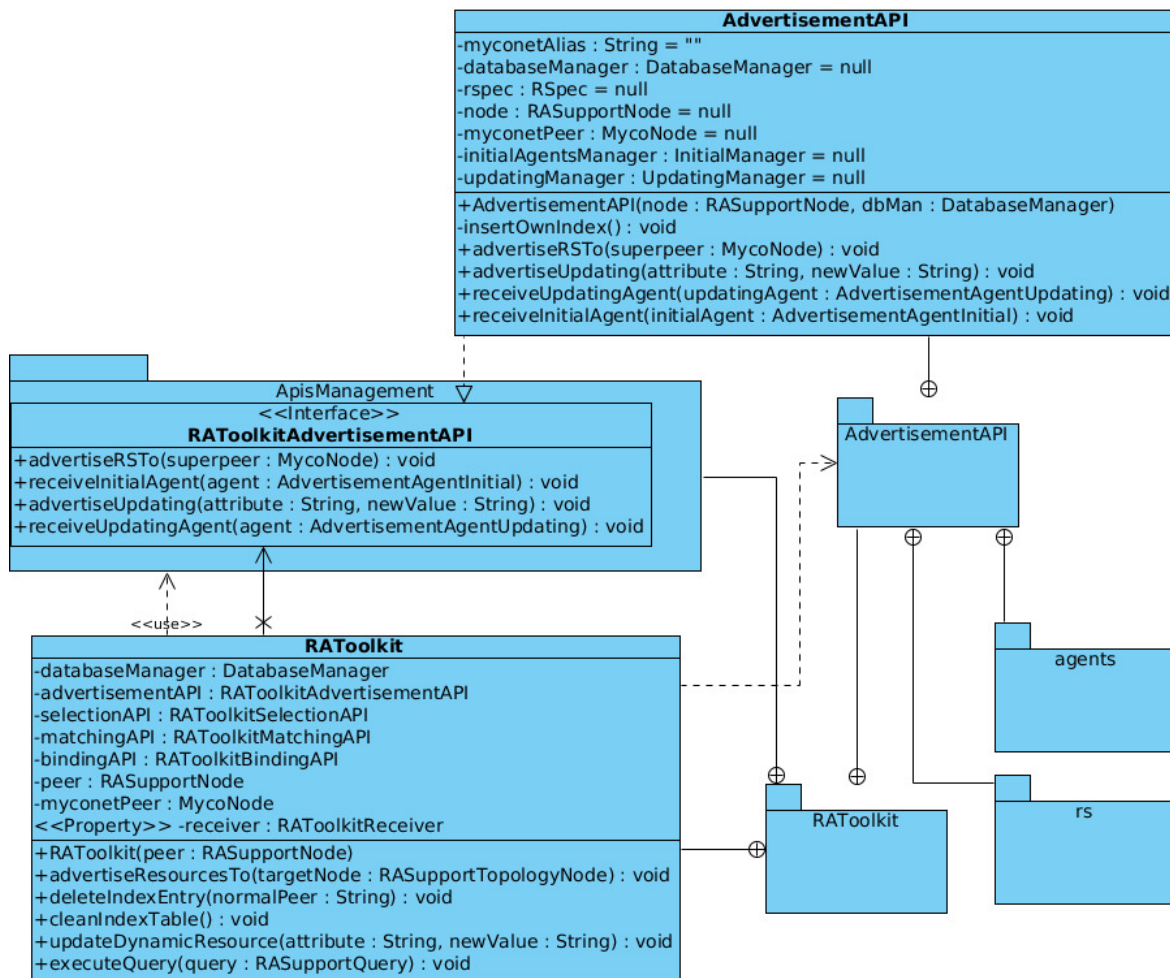 AdvertisementAPI
-myconetAlias : String = ""
-databaseManager : DatabaseManager = null
-rspec : RSpec = null
-node : RASupportNode = null
-myconetPeer : MycoNode = null
-initialAgentsManager : InitialManager = null
-updatingManager : UpdatingManager = null
+AdvertisementAPI(node : RASupportNode, dbMan : DatabaseManager)
-insertOwnIndex() : void
+advertiseRSTo(superpeer : MycoNode) : void
+advertiseUpdating(attribute : String, newValue : String) : void
+receiveUpdatingAgent(updatingAgent : AdvertisementAgentUpdating) : void
+receiveInitialAgent(initialAgent : AdvertisementAgentInitial) : void
ApisManagement
<<Interface>>
RAToolkitAdvertisementAPI
+advertiseRSTo(superpeer : MycoNode) : void
+receiveInitialAgent(agent : AdvertisementAgentInitial) : void
+advertiseUpdating(attribute : String, newValue : String) : void
+receiveUpdatingAgent(agent : AdvertisementAgentUpdating) : void
AdvertisementAPI
<<use>>
RAToolkit
-databaseManager : DatabaseManager
-advertisementAPI : RAToolkitAdvertisementAPI
-selectionAPI : RAToolkitSelectionAPI
-matchingAPI : RAToolkitMatchingAPI
-bindingAPI : RAToolkitBindingAPI
-peer : RASupportNode
-myconetPeer : MycoNode
<<Property>> -receiver : RAToolkitReceiver
+RAToolkit(peer : RASupportNode)
+advertiseResourcesTo(targetNode : RASupportTopologyNode) : void
+deleteIndexEntry(normalPeer : String) : void
+cleanIndexTable() : void
+updateDynamicResource(attribute : String, newValue : String) : void
+executeQuery(query : RASupportQuery) : void
agents
RAToolkit
rs